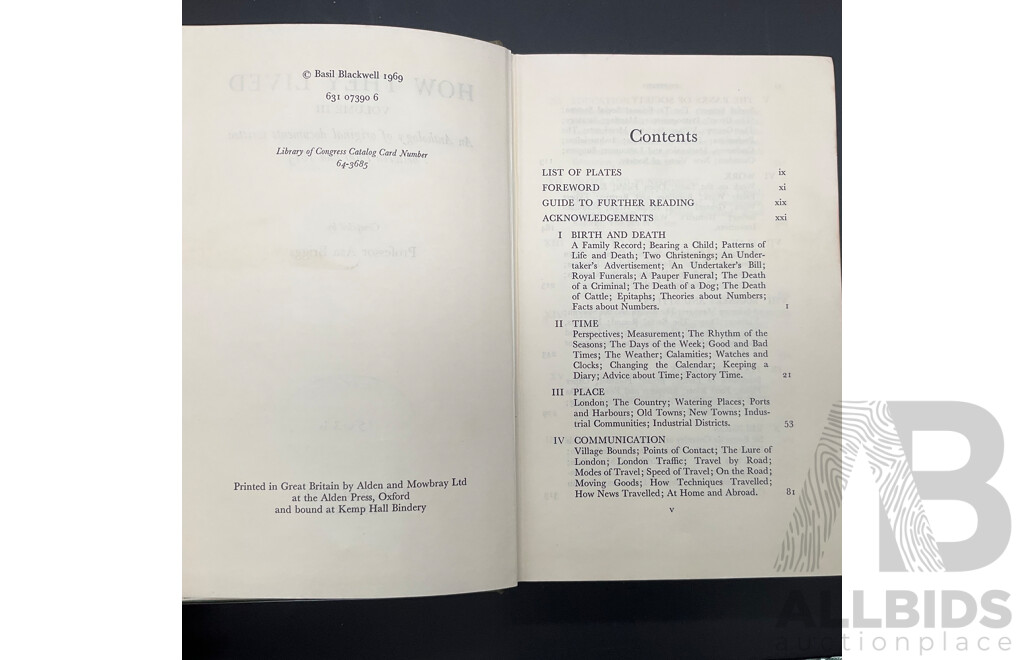 © Basil Blackwell 1969
631 07390 6
Library of Congress Catalog Card Number
64-3685
Printed in Great Britain by Alden and Mowbray Ltd
at the Alden Press, Oxford
and bound at Kemp Hall Bindery
Contents
LIST OF PLATES ix
FOREWORD xi
GUIDE TO FURTHER READING xix
ACKNOWLEDGEMENTS xxi
I BIRTH AND DEATH
A Family Record; Bearing a Child; Patterns of
Life and Death; Two Christenings; An Under-
taker's Advertisement; An Undertaker's Bill;
Royal Funerals; A Pauper Funeral; The Death
of a Criminal; The Death of a Dog; The Death
of Cattle; Epitaphs; Theories about Numbers;
Facts about Numbers. 1
II TIME
Perspectives; Measurement; The Rhythm of the
Seasons; The Days of the Week; Good and Bad
Times; The Weather; Calamities; Watches and
Clocks; Changing the Calendar; Keeping a
Diary; Advice about Time; Factory Time. 21
III PLACE
London; The Country; Watering Places; Ports
and Harbours; Old Towns; New Towns; Indus-
trial Communities; Industrial Districts. 53
IV COMMUNICATION
Village Bounds; Points of Contact; The Lure of
London; London Traffic; Travel by Road;
Modes of Travel; Speed of Travel; On the Road;
Moving Goods; How Techniques Travelled;
How News Travelled; At Home and Abroad. 81
v
AB
ALLBIDS
auctionplace